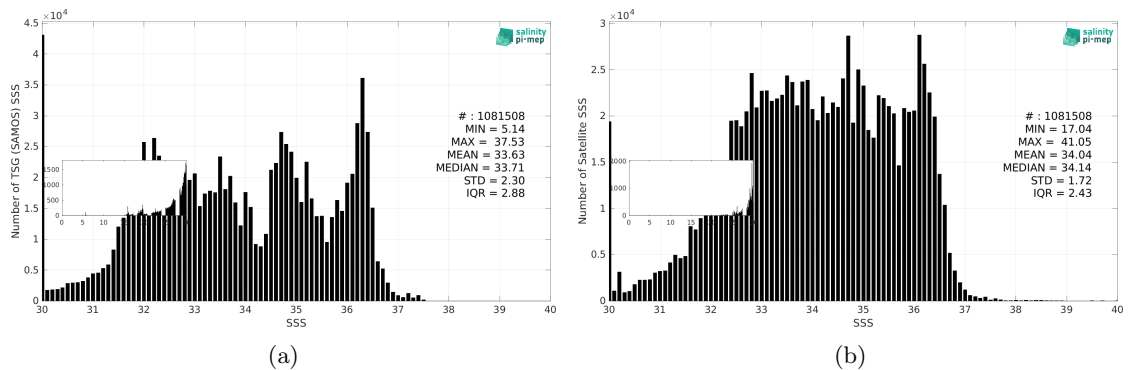 ×10⁴
4.5
4
3.5
3
2.5
2
1.5
1
0.5
0
Number of TSG (SAMOS) SSS
salinity
pi-mep
# : 1081508
MIN = 5.14
MAX = 37.53
MEAN = 33.63
MEDIAN = 33.71
STD = 2.30
IQR = 2.88
1500
1000
500
0
0 5 10
30 31 32 33 34 35 36 37 38 39 40
SSS
(a)
×10⁴
3
2.5
2
1.5
1
0.5
0
Number of Satellite SSS
salinity
pi-mep
# : 1081508
MIN = 17.04
MAX = 41.05
MEAN = 34.04
MEDIAN = 34.14
STD = 1.72
IQR = 2.43
2000
1000
0
0 5 10 15
30 31 32 33 34 35 36 37 38 39 40
SSS
(b)